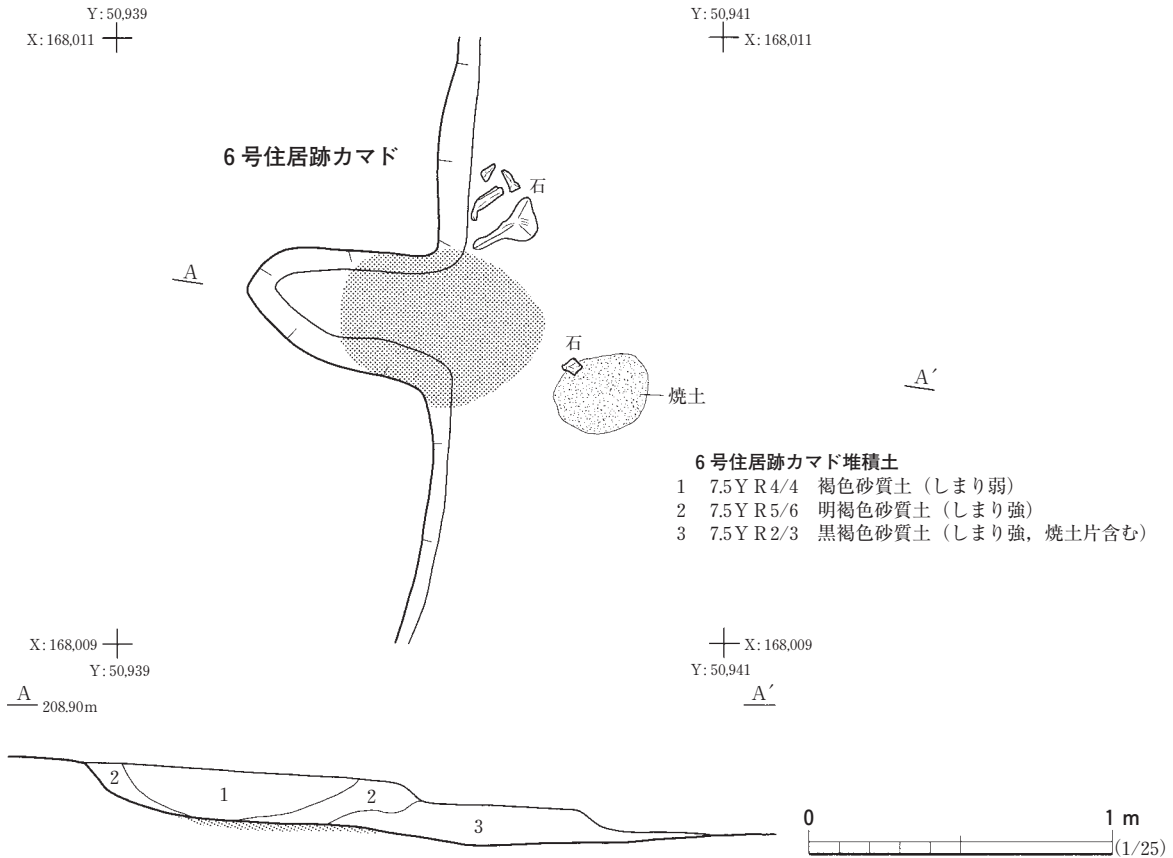 Y: 50,939
Y: 50,941
X: 168,011
X: 168,011
6号住居跡カマド
石
A
石
A′
焼土
6号住居跡カマド堆積土
1 7.5YR4/4 褐色砂質土（しまり弱）
2 7.5YR5/6 明褐色砂質土（しまり強）
3 7.5YR2/3 黒褐色砂質土（しまり強，焼土片含む）
X: 168,009
X: 168,009
Y: 50,939
Y: 50,941
A
208.90m
A′
2
1
2
3
0
1 m
(1/25)